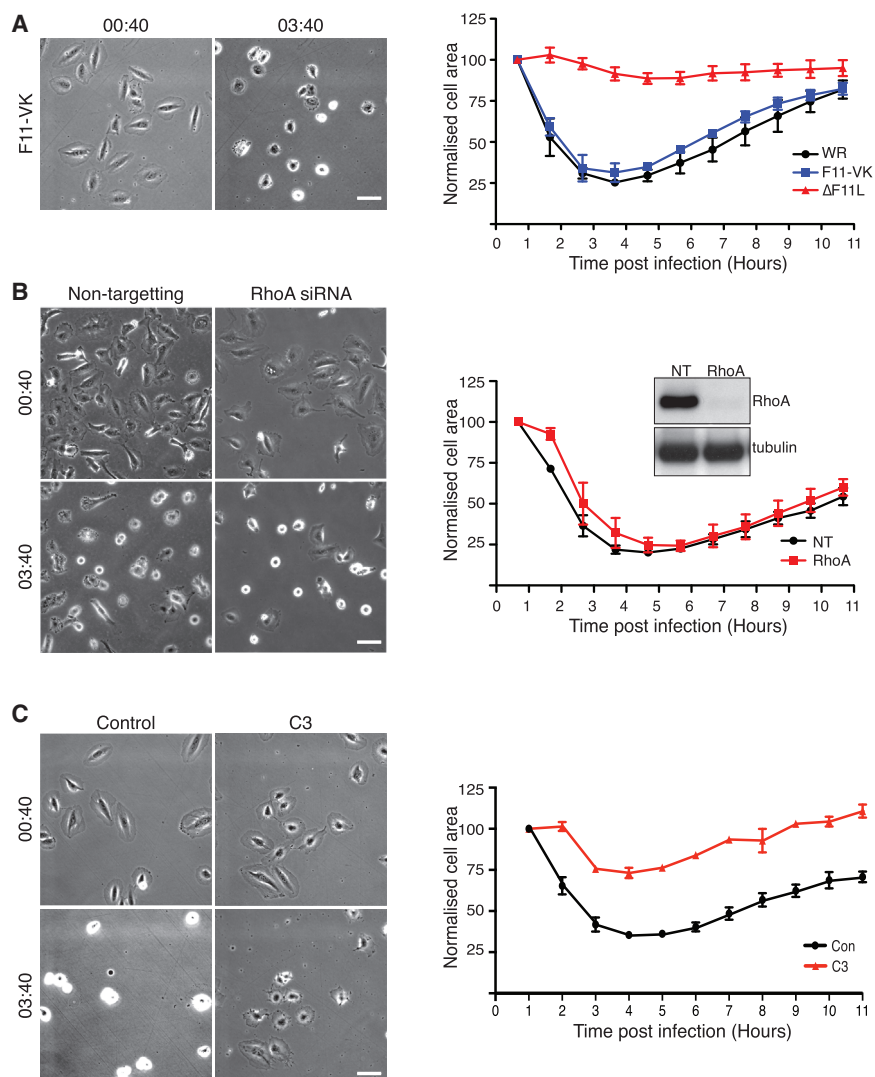 A
00:40 03:40
F11-VK
Normalised cell area
125
100
75
50
25
0 1 2 3 4 5 6 7 8 9 10 11
Time post infection (Hours)
WR
F11-VK
ΔF11L
B
Non-targetting RhoA siRNA
00:40
03:40
Normalised cell area
125
100
75
50
25
0 1 2 3 4 5 6 7 8 9 10 11
Time post infection (Hours)
NT RhoA
RhoA
tubulin
NT
RhoA
C
Control C3
00:40
03:40
Normalised cell area
125
100
75
50
25
0 1 2 3 4 5 6 7 8 9 10 11
Time post infection (Hours)
Con
C3